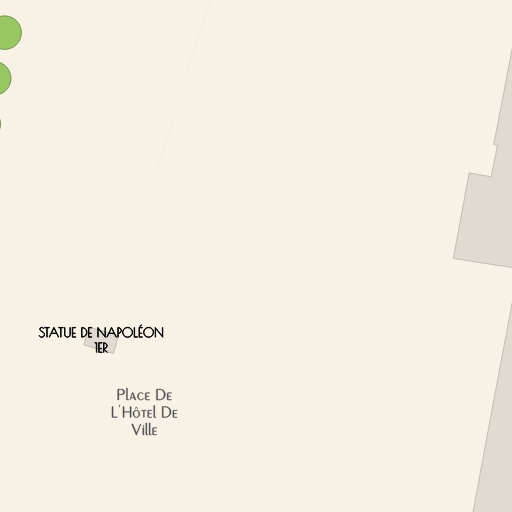 STATUE DE NAPOLÉON
1ER
Place De
L'Hôtel De
Ville